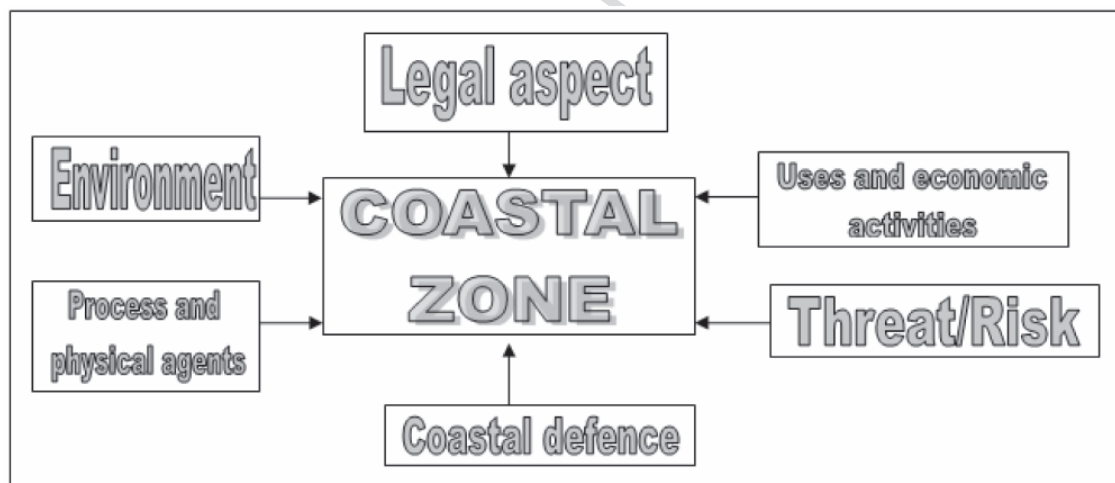 Legal aspect
Environment
Uses and economic
activities
COASTAL
ZONE
Process and
physical agents
Threat/Risk
Coastal defence